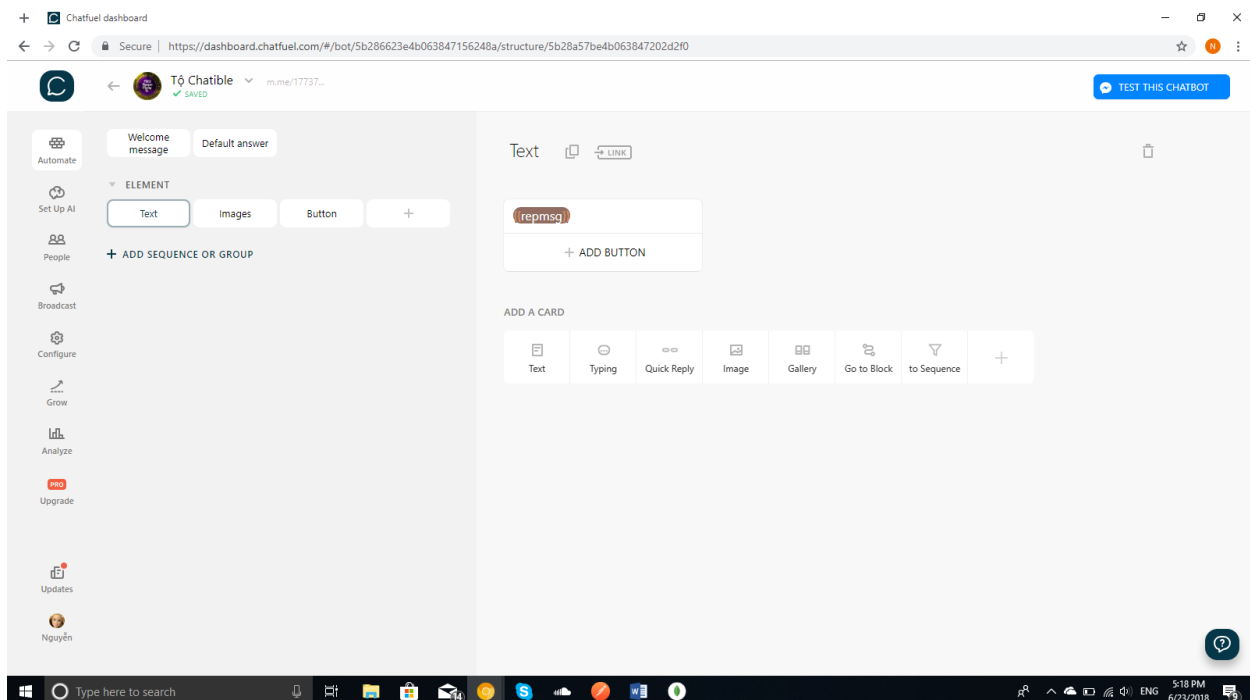 Chatfuel dashboard
Secure | https://dashboard.chatfuel.com/#/bot/5b286623e4b063847156248a/structure/5b28a57be4b063847202d2f0
N
Tộ Chatible
m.me/17737...
SAVED
TEST THIS CHATBOT
Automate
Set Up AI
People
Broadcast
Configure
Grow
Analyze
PRO
Upgrade
Updates
Nguyễn
Welcome message
Default answer
ELEMENT
Text
Images
Button
+ ADD SEQUENCE OR GROUP
Text
LINK
{{repmsg}}
+ ADD BUTTON
ADD A CARD
Text
Typing
Quick Reply
Image
Gallery
Go to Block
to Sequence
Type here to search
14
ENG
5:18 PM
6/23/2018
9